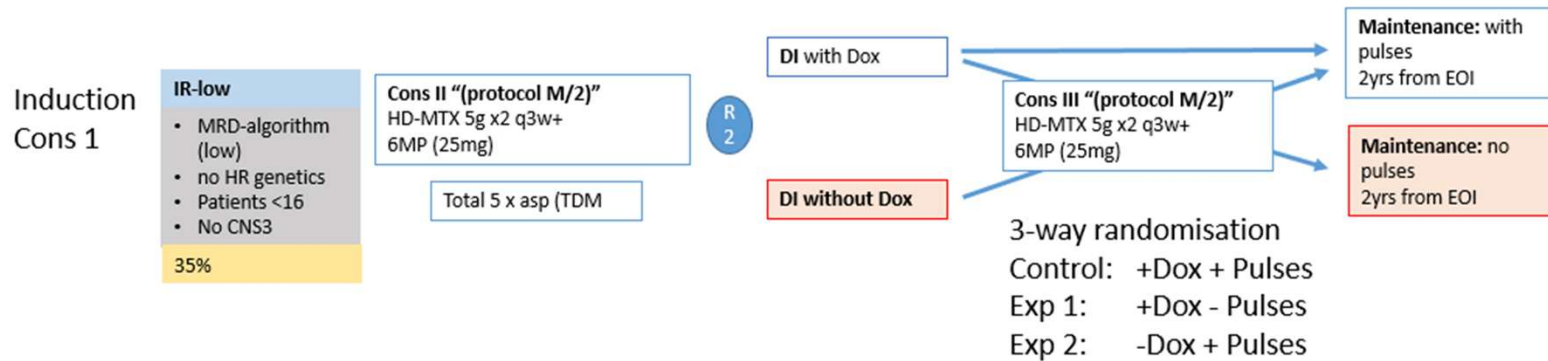 Induction
Cons 1
IR-low
• MRD-algorithm
(low)
• no HR genetics
• Patients <16
• No CNS3
35%
Cons II “(protocol M/2)”
HD-MTX 5g x2 q3w+
6MP (25mg)
Total 5 x asp (TDM
R
2
DI with Dox
DI without Dox
Cons III “(protocol M/2)”
HD-MTX 5g x2 q3w+
6MP (25mg)
Maintenance: with
pulses
2yrs from EOI
Maintenance: no
pulses
2yrs from EOI
3-way randomisation
Control: +Dox + Pulses
Exp 1: +Dox - Pulses
Exp 2: -Dox + Pulses